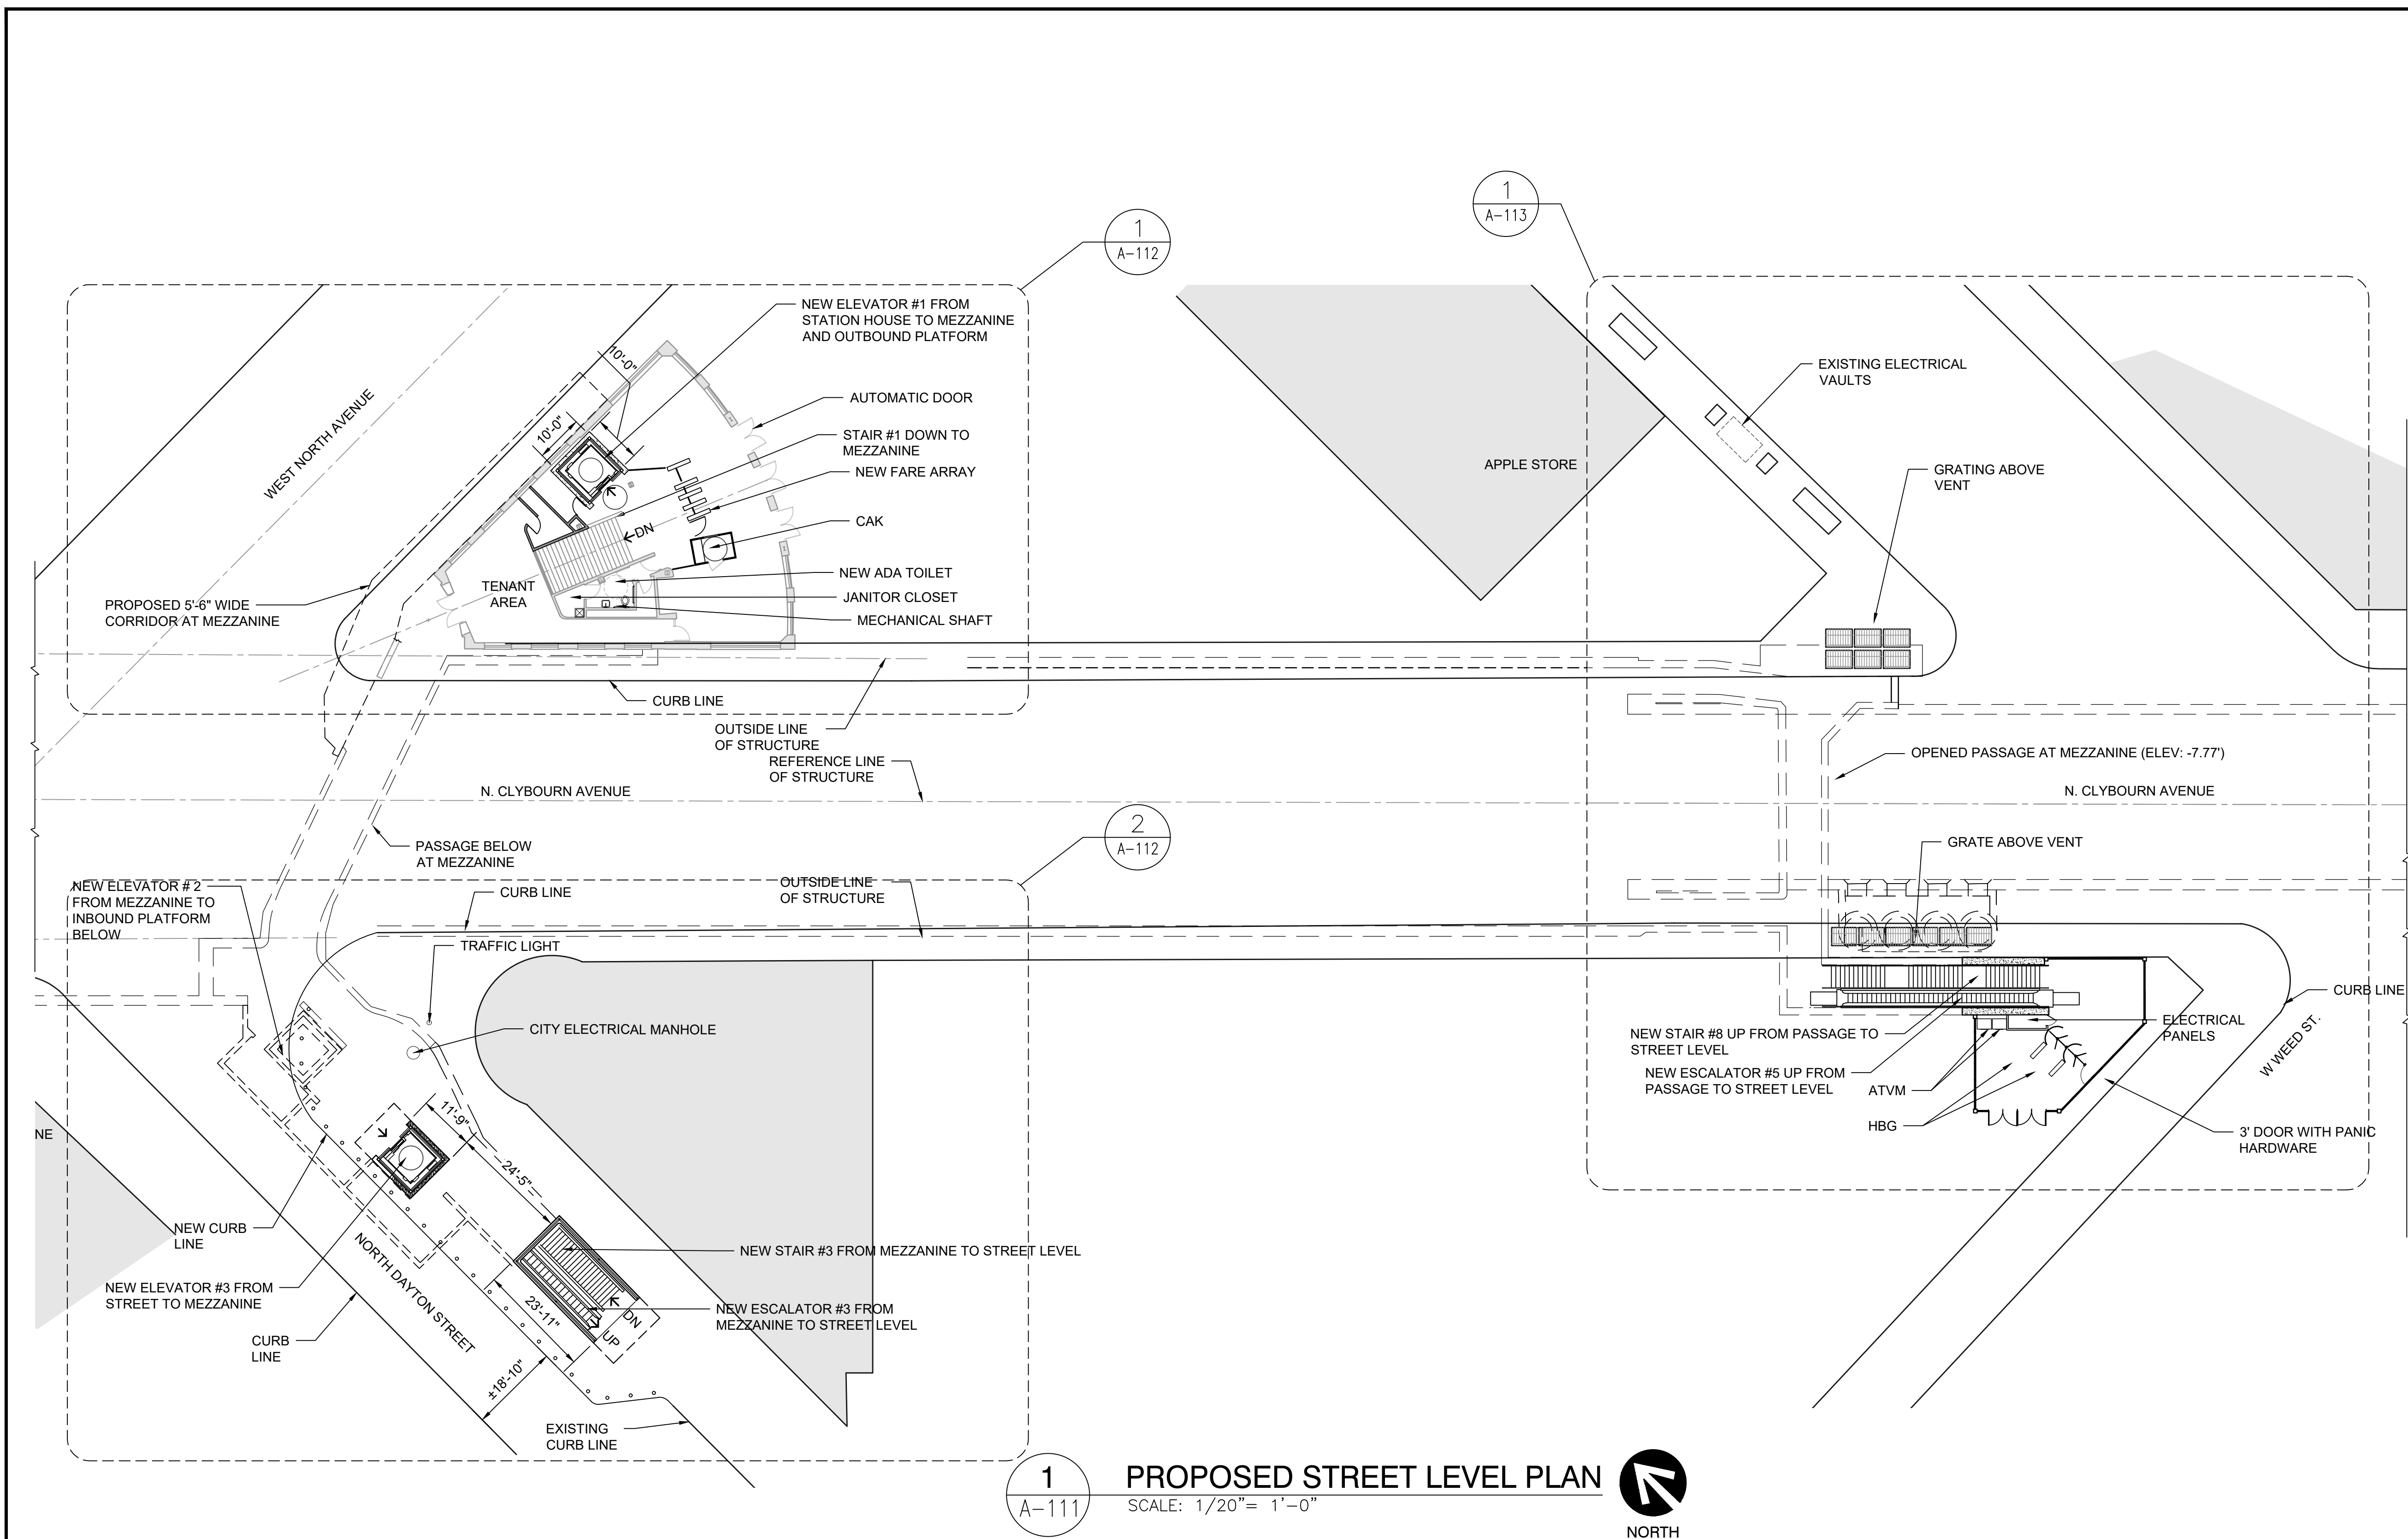 1
A-113
1
A-112
NEW ELEVATOR #1 FROM
STATION HOUSE TO MEZZANINE
AND OUTBOUND PLATFORM
10'-0"
10'-0"
WEST NORTH AVENUE
AUTOMATIC DOOR
STAIR #1 DOWN TO
MEZZANINE
NEW FARE ARRAY
CAK
DN
NEW ADA TOILET
JANITOR CLOSET
MECHANICAL SHAFT
TENANT
AREA
PROPOSED 5'-6" WIDE
CORRIDOR AT MEZZANINE
CURB LINE
OUTSIDE LINE
OF STRUCTURE
REFERENCE LINE
OF STRUCTURE
N. CLYBOURN AVENUE
APPLE STORE
EXISTING ELECTRICAL
VAULTS
GRATING ABOVE
VENT
OPENED PASSAGE AT MEZZANINE (ELEV: -7.77')
N. CLYBOURN AVENUE
2
A-112
PASSAGE BELOW
AT MEZZANINE
NEW ELEVATOR # 2
FROM MEZZANINE TO
INBOUND PLATFORM
BELOW
CURB LINE
OUTSIDE LINE
OF STRUCTURE
TRAFFIC LIGHT
CITY ELECTRICAL MANHOLE
11'-9"
24'-5"
NE
NEW CURB
LINE
NEW ELEVATOR #3 FROM
STREET TO MEZZANINE
CURB
LINE
NORTH DAYTON STREET
NEW STAIR #3 FROM MEZZANINE TO STREET LEVEL
NEW ESCALATOR #3 FROM
MEZZANINE TO STREET LEVEL
DN
UP
23'-11"
±18'-10"
EXISTING
CURB LINE
GRATE ABOVE VENT
CURB LINE
ELECTRICAL
PANELS
W WEED ST.
NEW STAIR #8 UP FROM PASSAGE TO
STREET LEVEL
NEW ESCALATOR #5 UP FROM
PASSAGE TO STREET LEVEL
ATVM
HBG
3' DOOR WITH PANIC
HARDWARE
1
A-111
PROPOSED STREET LEVEL PLAN
SCALE: 1/20"= 1'-0"
NORTH